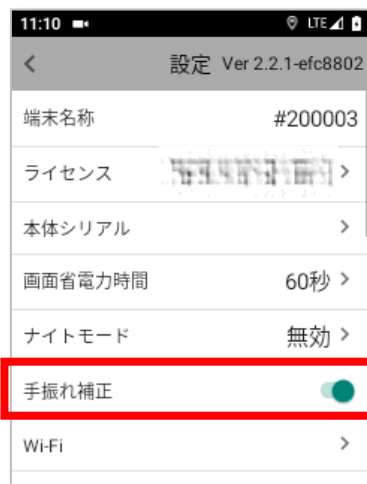 11:10 LTE
設定 Ver 2.2.1-efc8802
端末名称 #200003
ライセンス
本体シリアル
画面省電力時間 60秒
ナイトモード 無効
手振れ補正
Wi-Fi